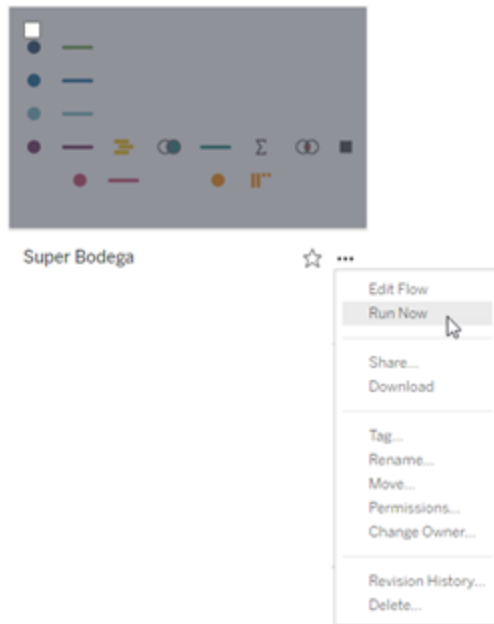 Super Bodega
Edit Flow
Run Now
Share...
Download
Tag...
Rename...
Move...
Permissions...
Change Owner...
Revision History...
Delete...